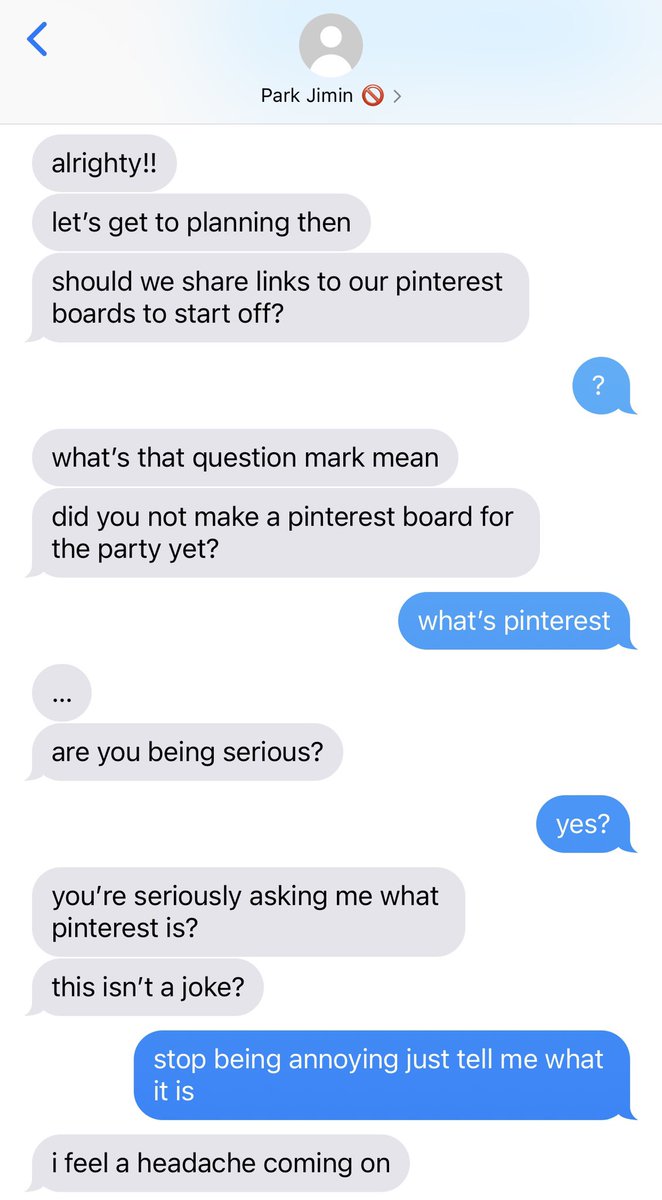 Park Jimin 🚫
alrighty!!
let's get to planning then
should we share links to our pinterest
boards to start off?
?
what's that question mark mean
did you not make a pinterest board for
the party yet?
what's pinterest
...
are you being serious?
yes?
you're seriously asking me what
pinterest is?
this isn't a joke?
stop being annoying just tell me what
it is
i feel a headache coming on